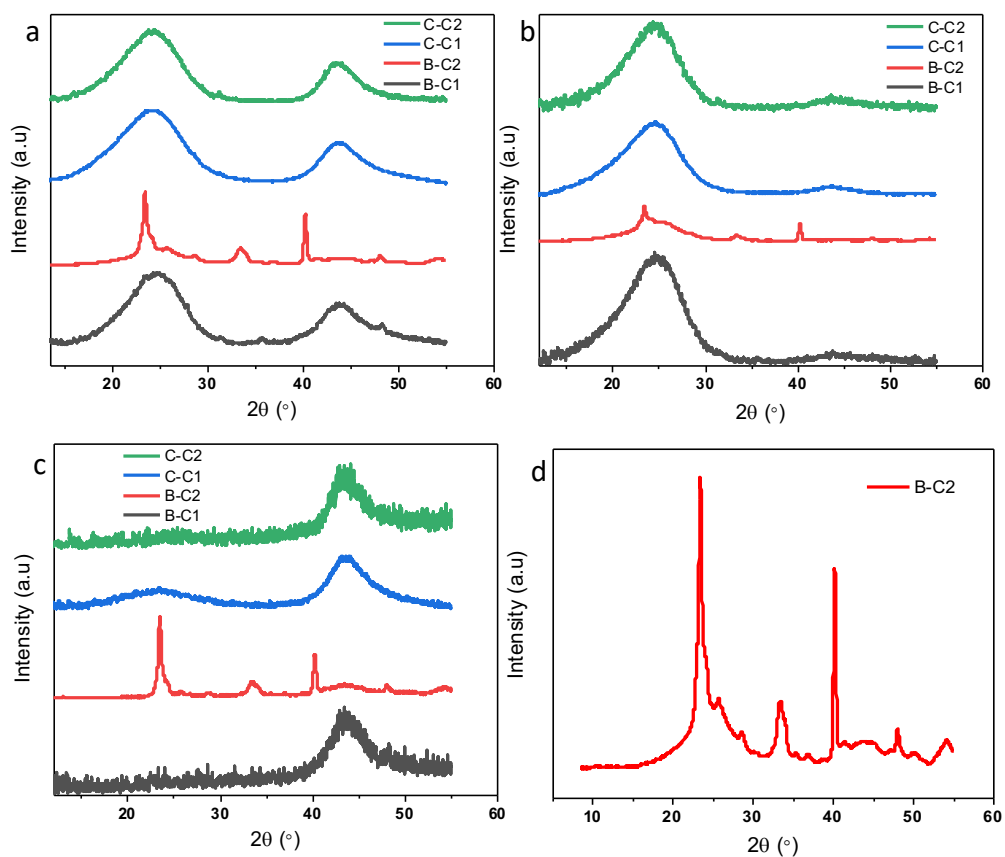 a
C-C2
C-C1
B-C2
B-C1
Intensity (a.u)
20 30 40 50 60
2θ (°)
b
C-C2
C-C1
B-C2
B-C1
Intensity (a.u)
20 30 40 50 60
2θ (°)
c
C-C2
C-C1
B-C2
B-C1
Intensity (a.u)
20 30 40 50 60
2θ (°)
d
B-C2
Intensity (a.u)
10 20 30 40 50 60
2θ (°)